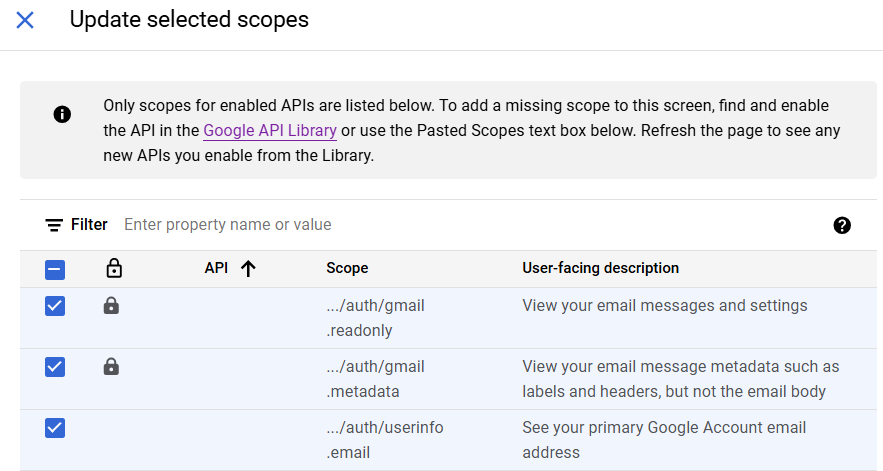 Update selected scopes
Only scopes for enabled APIs are listed below. To add a missing scope to this screen, find and enable
the API in the Google API Library or use the Pasted Scopes text box below. Refresh the page to see any
new APIs you enable from the Library.
Filter Enter property name or value
API Scope User-facing description
.../auth/gmail View your email messages and settings
.readonly
.../auth/gmail View your email message metadata such as
.metadata labels and headers, but not the email body
.../auth/userinfo See your primary Google Account email
.email address